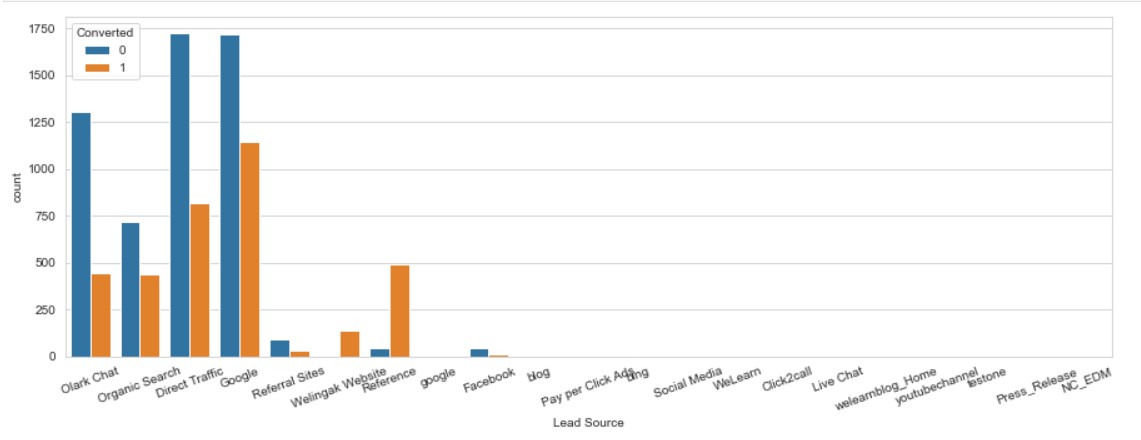 Converted
0
1
1750
1500
1250
1000
750
500
250
0
count
Olark Chat
Organic Search
Direct Traffic
Google
Referral Sites
Welingak Website
Reference
google
Facebook
blog
Pay per Click Ads
bing
Social Media
WeLearn
Click2call
Live Chat
welearnblog_Home
youtubechannel
testone
Press_Release
NC_EDM
Lead Source